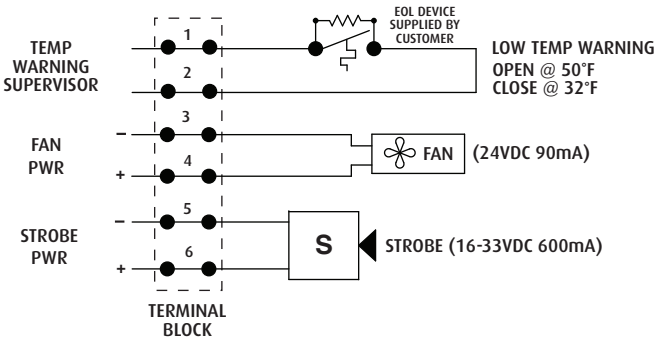 EOL DEVICE
SUPPLIED BY
CUSTOMER
TEMP
WARNING
SUPERVISOR
1
2
LOW TEMP WARNING
OPEN @ 50°F
CLOSE @ 32°F
FAN
PWR
–
+
3
4
FAN
(24VDC 90mA)
STROBE
PWR
–
+
5
6
S
STROBE (16-33VDC 600mA)
TERMINAL
BLOCK